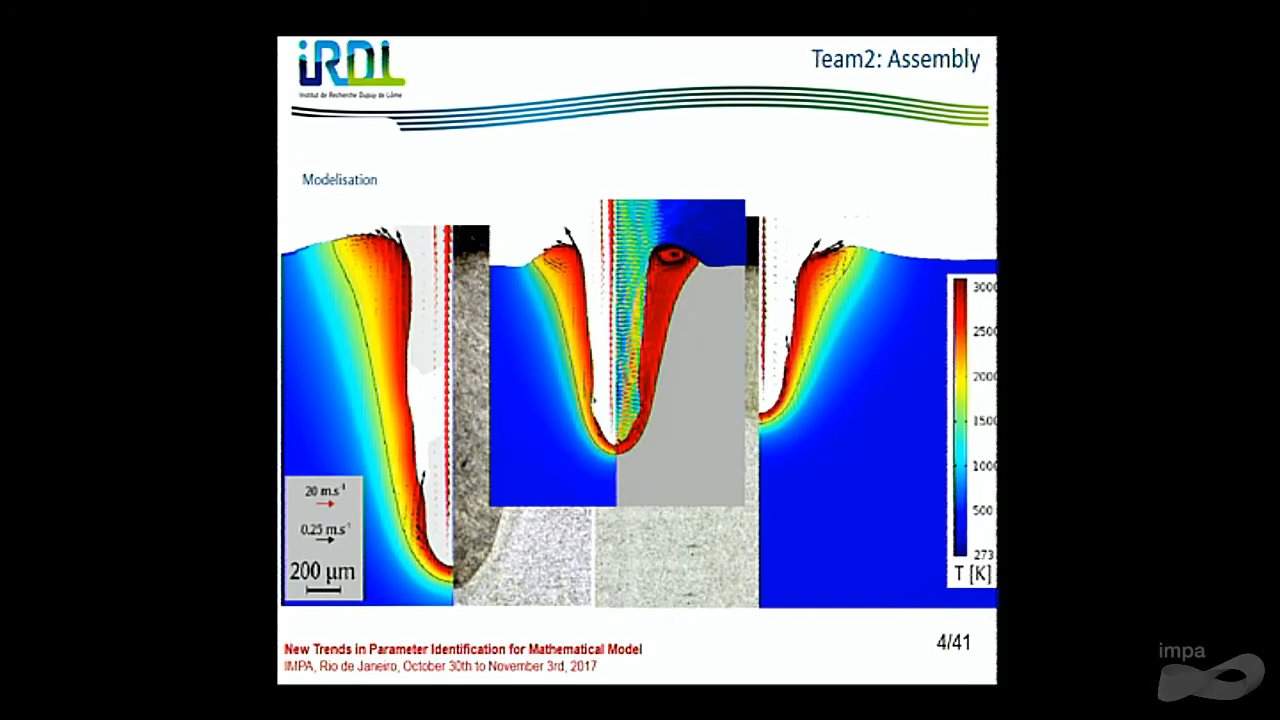 iRDL
Institut de Recherche Dupuy de Lôme
Team2: Assembly
Modelisation
20 m.s-1
0.25 m.s-1
200 µm
3000
2500
2000
1500
1000
500
273
T [K]
New Trends in Parameter Identification for Mathematical Model
IMPA, Rio de Janeiro, October 30th to November 3rd, 2017
4/41
impa